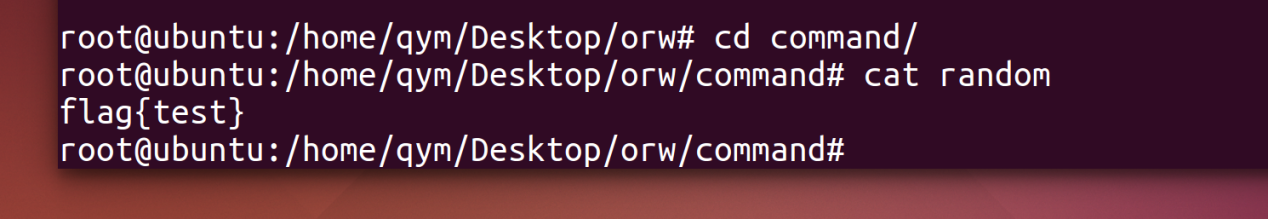 root@ubuntu:/home/qym/Desktop/orw# cd command/
root@ubuntu:/home/qym/Desktop/orw/command# cat random
flag{test}
root@ubuntu:/home/qym/Desktop/orw/command#